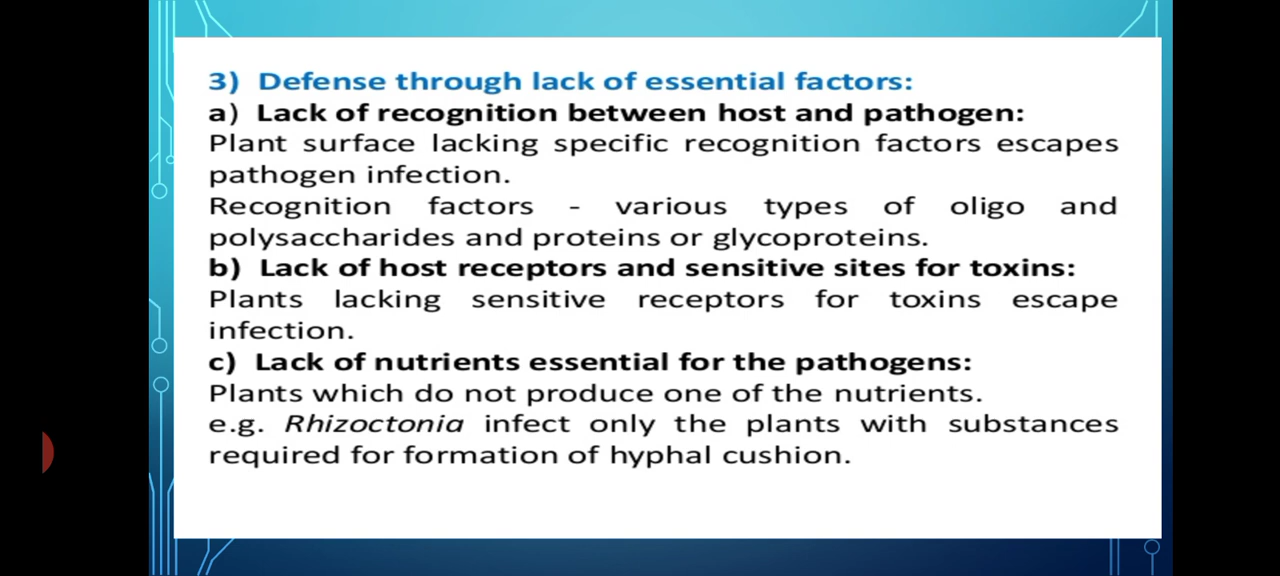 3) Defense through lack of essential factors:
a) Lack of recognition between host and pathogen:
Plant surface lacking specific recognition factors escapes
pathogen infection.
Recognition factors - various types of oligo and
polysaccharides and proteins or glycoproteins.
b) Lack of host receptors and sensitive sites for toxins:
Plants lacking sensitive receptors for toxins escape
infection.
c) Lack of nutrients essential for the pathogens:
Plants which do not produce one of the nutrients.
e.g. Rhizoctonia infect only the plants with substances
required for formation of hyphal cushion.